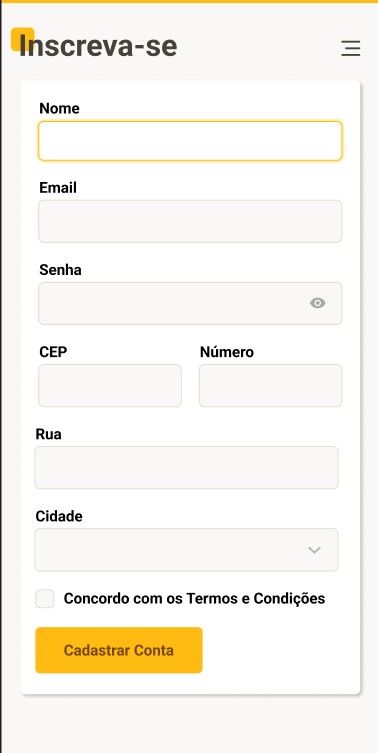 Inscreva-se
Nome
Email
Senha
CEP Número
Rua
Cidade
Concordo com os Termos e Condições
Cadastrar Conta